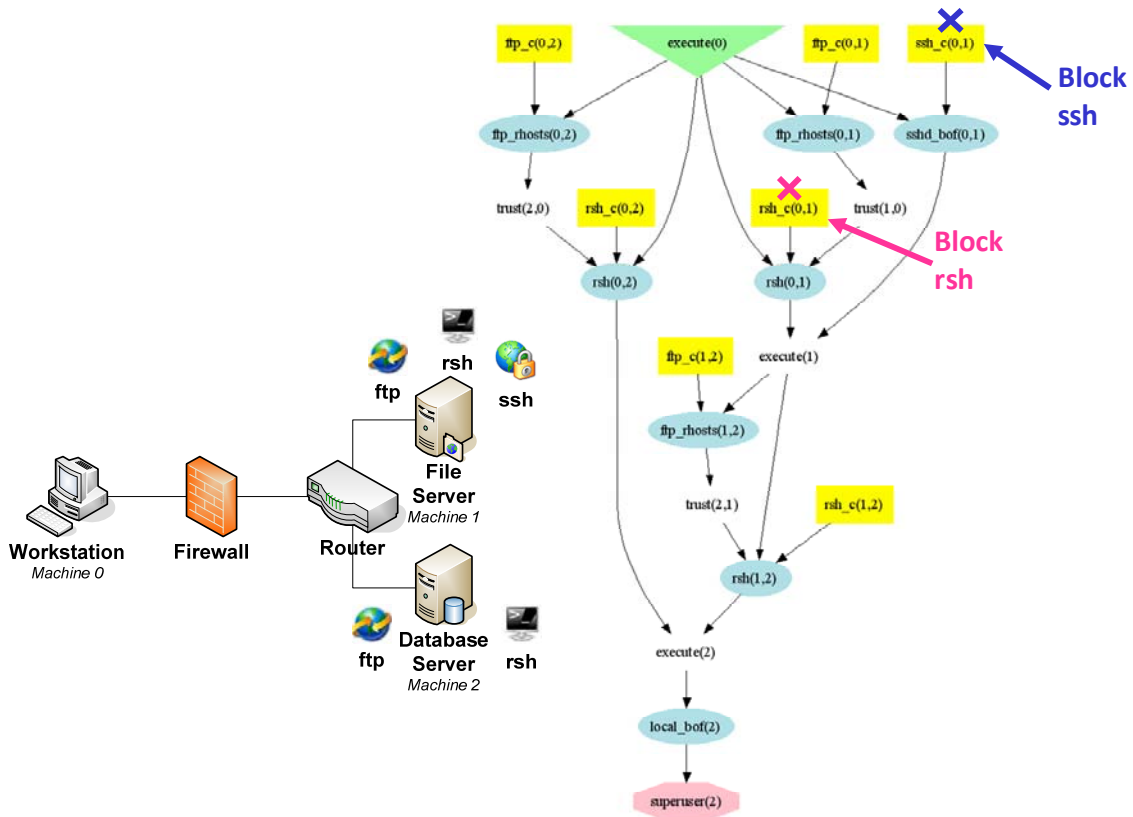 ftp_c(0,2)
execute(0)
ftp_c(0,1)
ssh_c(0,1)
Block
ssh
ftp_rhosts(0,2)
ftp_rhosts(0,1)
sshd_bof(0,1)
trust(2,0)
rsh_c(0,2)
rsh_c(0,1)
trust(1,0)
Block
rsh
rsh(0,2)
rsh(0,1)
ftp_c(1,2)
execute(1)
ftp_rhosts(1,2)
trust(2,1)
rsh_c(1,2)
rsh(1,2)
execute(2)
local_bof(2)
superuser(2)
rsh
ftp
ssh
File
Server
Machine 1
Workstation
Machine 0
Firewall
Router
ftp
Database
Server
Machine 2
rsh